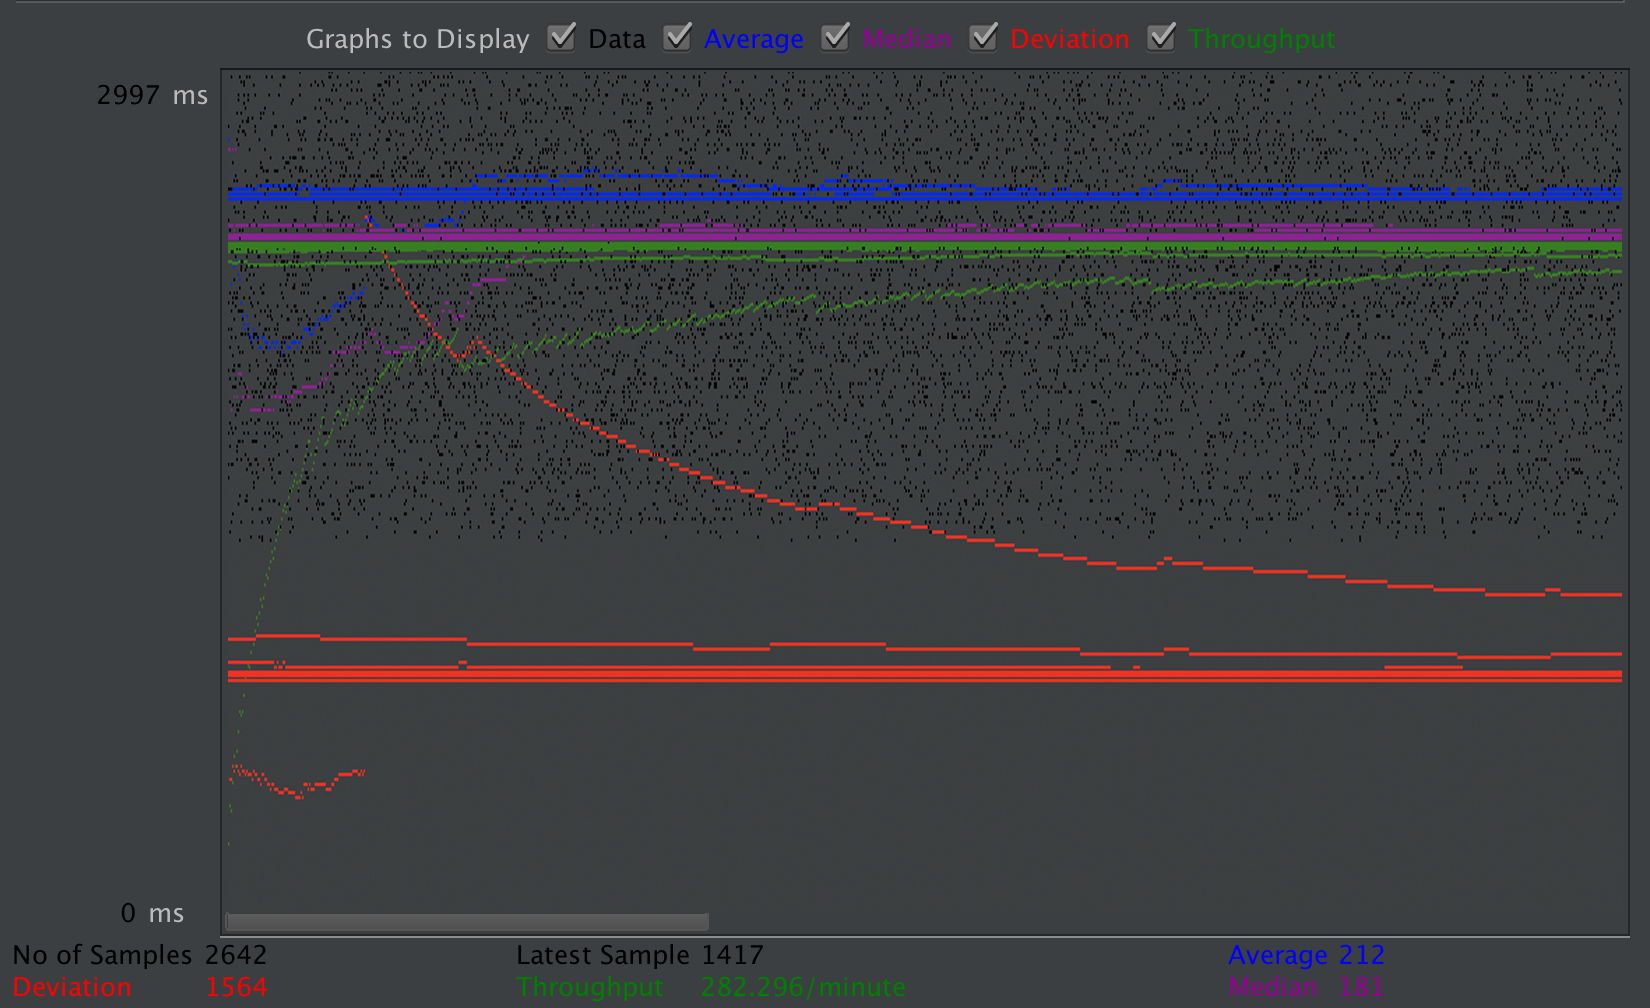 Graphs to Display Data Average Median Deviation Throughput
2997 ms
0 ms
No of Samples 2642 Latest Sample 1417 Average 212
Deviation 1564 Throughput 282.296/minute Median 181